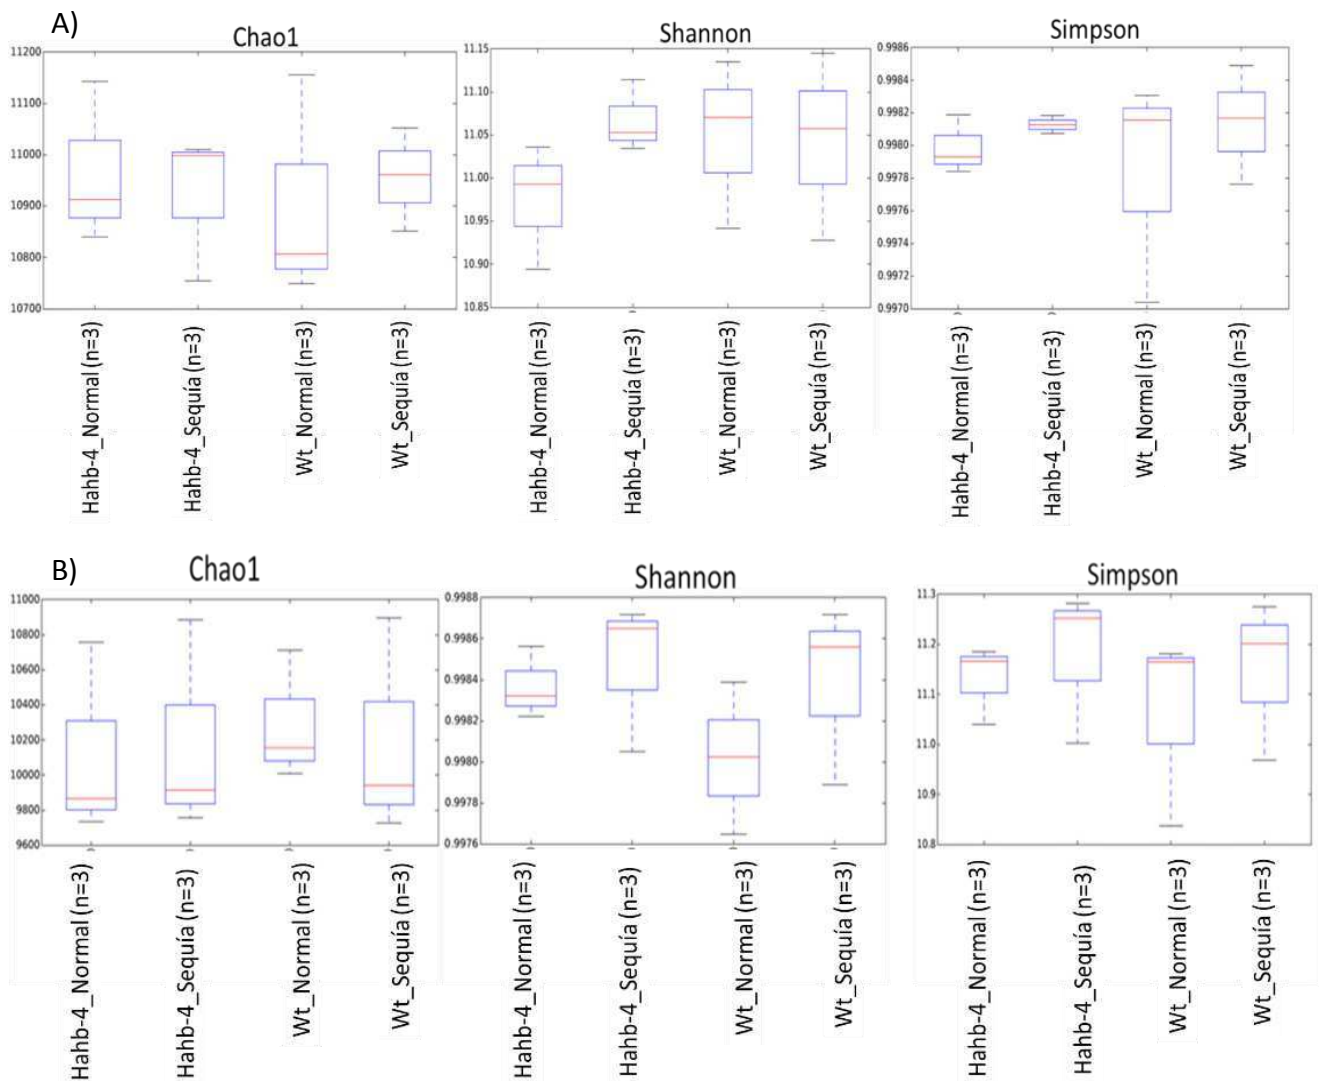 A)
Chao1
Shannon
Simpson
11200
11100
11000
10900
10800
10700
11.15
11.10
11.05
11.00
10.95
10.90
10.85
0.9986
0.9984
0.9982
0.9980
0.9978
0.9976
0.9974
0.9972
0.9970
Hahb-4_Normal (n=3)
Hahb-4_Sequía (n=3)
Wt_Normal (n=3)
Wt_Sequía (n=3)
Hahb-4_Normal (n=3)
Hahb-4_Sequía (n=3)
Wt_Normal (n=3)
Wt_Sequía (n=3)
Hahb-4_Normal (n=3)
Hahb-4_Sequía (n=3)
Wt_Normal (n=3)
Wt_Sequía (n=3)
B)
Chao1
Shannon
Simpson
11000
10800
10600
10400
10200
10000
9800
9600
0.9988
0.9986
0.9984
0.9982
0.9980
0.9978
0.9976
11.3
11.2
11.1
11.0
10.9
10.8
Hahb-4_Normal (n=3)
Hahb-4_Sequía (n=3)
Wt_Normal (n=3)
Wt_Sequía (n=3)
Hahb-4_Normal (n=3)
Hahb-4_Sequía (n=3)
Wt_Normal (n=3)
Wt_Sequía (n=3)
Hahb-4_Normal (n=3)
Hahb-4_Sequía (n=3)
Wt_Normal (n=3)
Wt_Sequía (n=3)